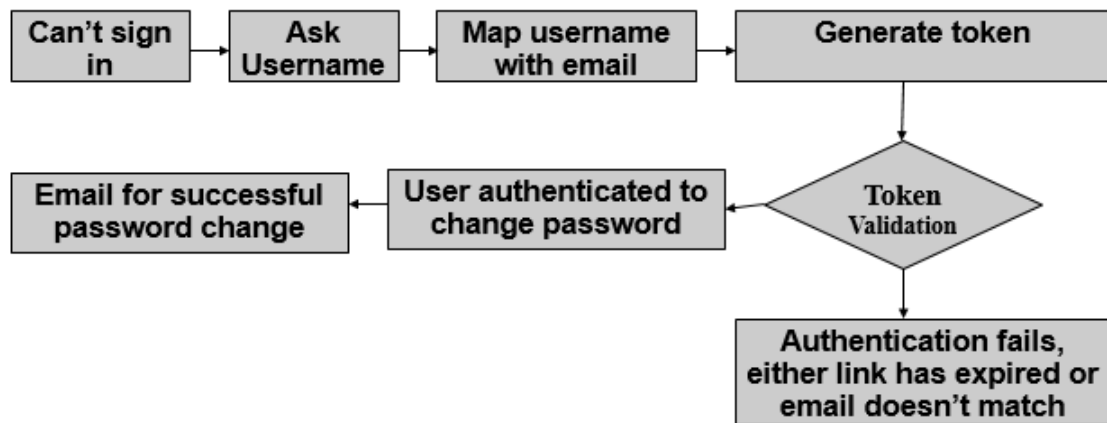 Can't sign
in
Ask
Username
Map username
with email
Generate token
Token
Validation
User authenticated to
change password
Email for successful
password change
Authentication fails,
either link has expired or
email doesn't match